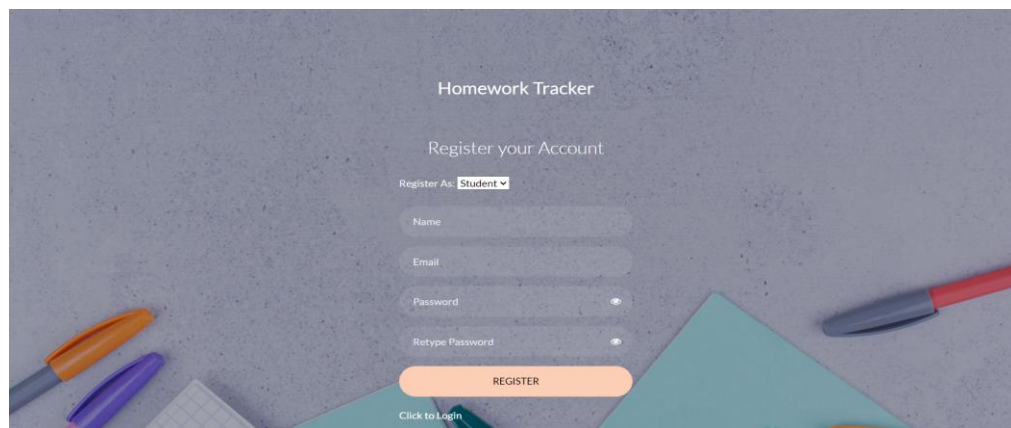 Homework Tracker
Register your Account
Register As: Student
Name
Email
Password
Retype Password
REGISTER
Click to Login